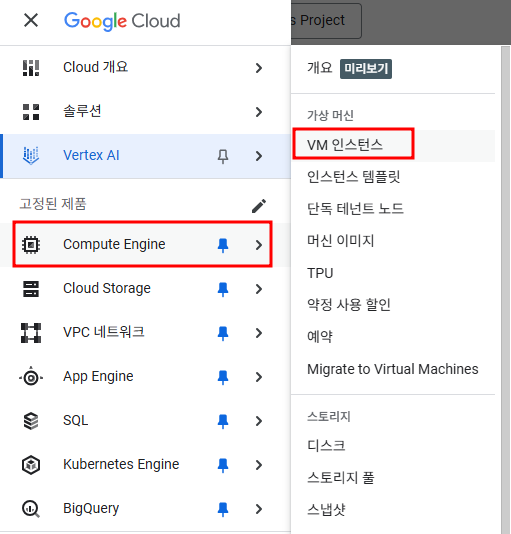 Google Cloud
s Project
Cloud 개요
솔루션
Vertex AI
고정된 제품
Compute Engine
Cloud Storage
VPC 네트워크
App Engine
SQL
Kubernetes Engine
BigQuery
개요 미리보기
가상 머신
VM 인스턴스
인스턴스 템플릿
단독 테넌트 노드
머신 이미지
TPU
약정 사용 할인
예약
Migrate to Virtual Machines
스토리지
디스크
스토리지 풀
스냅샷